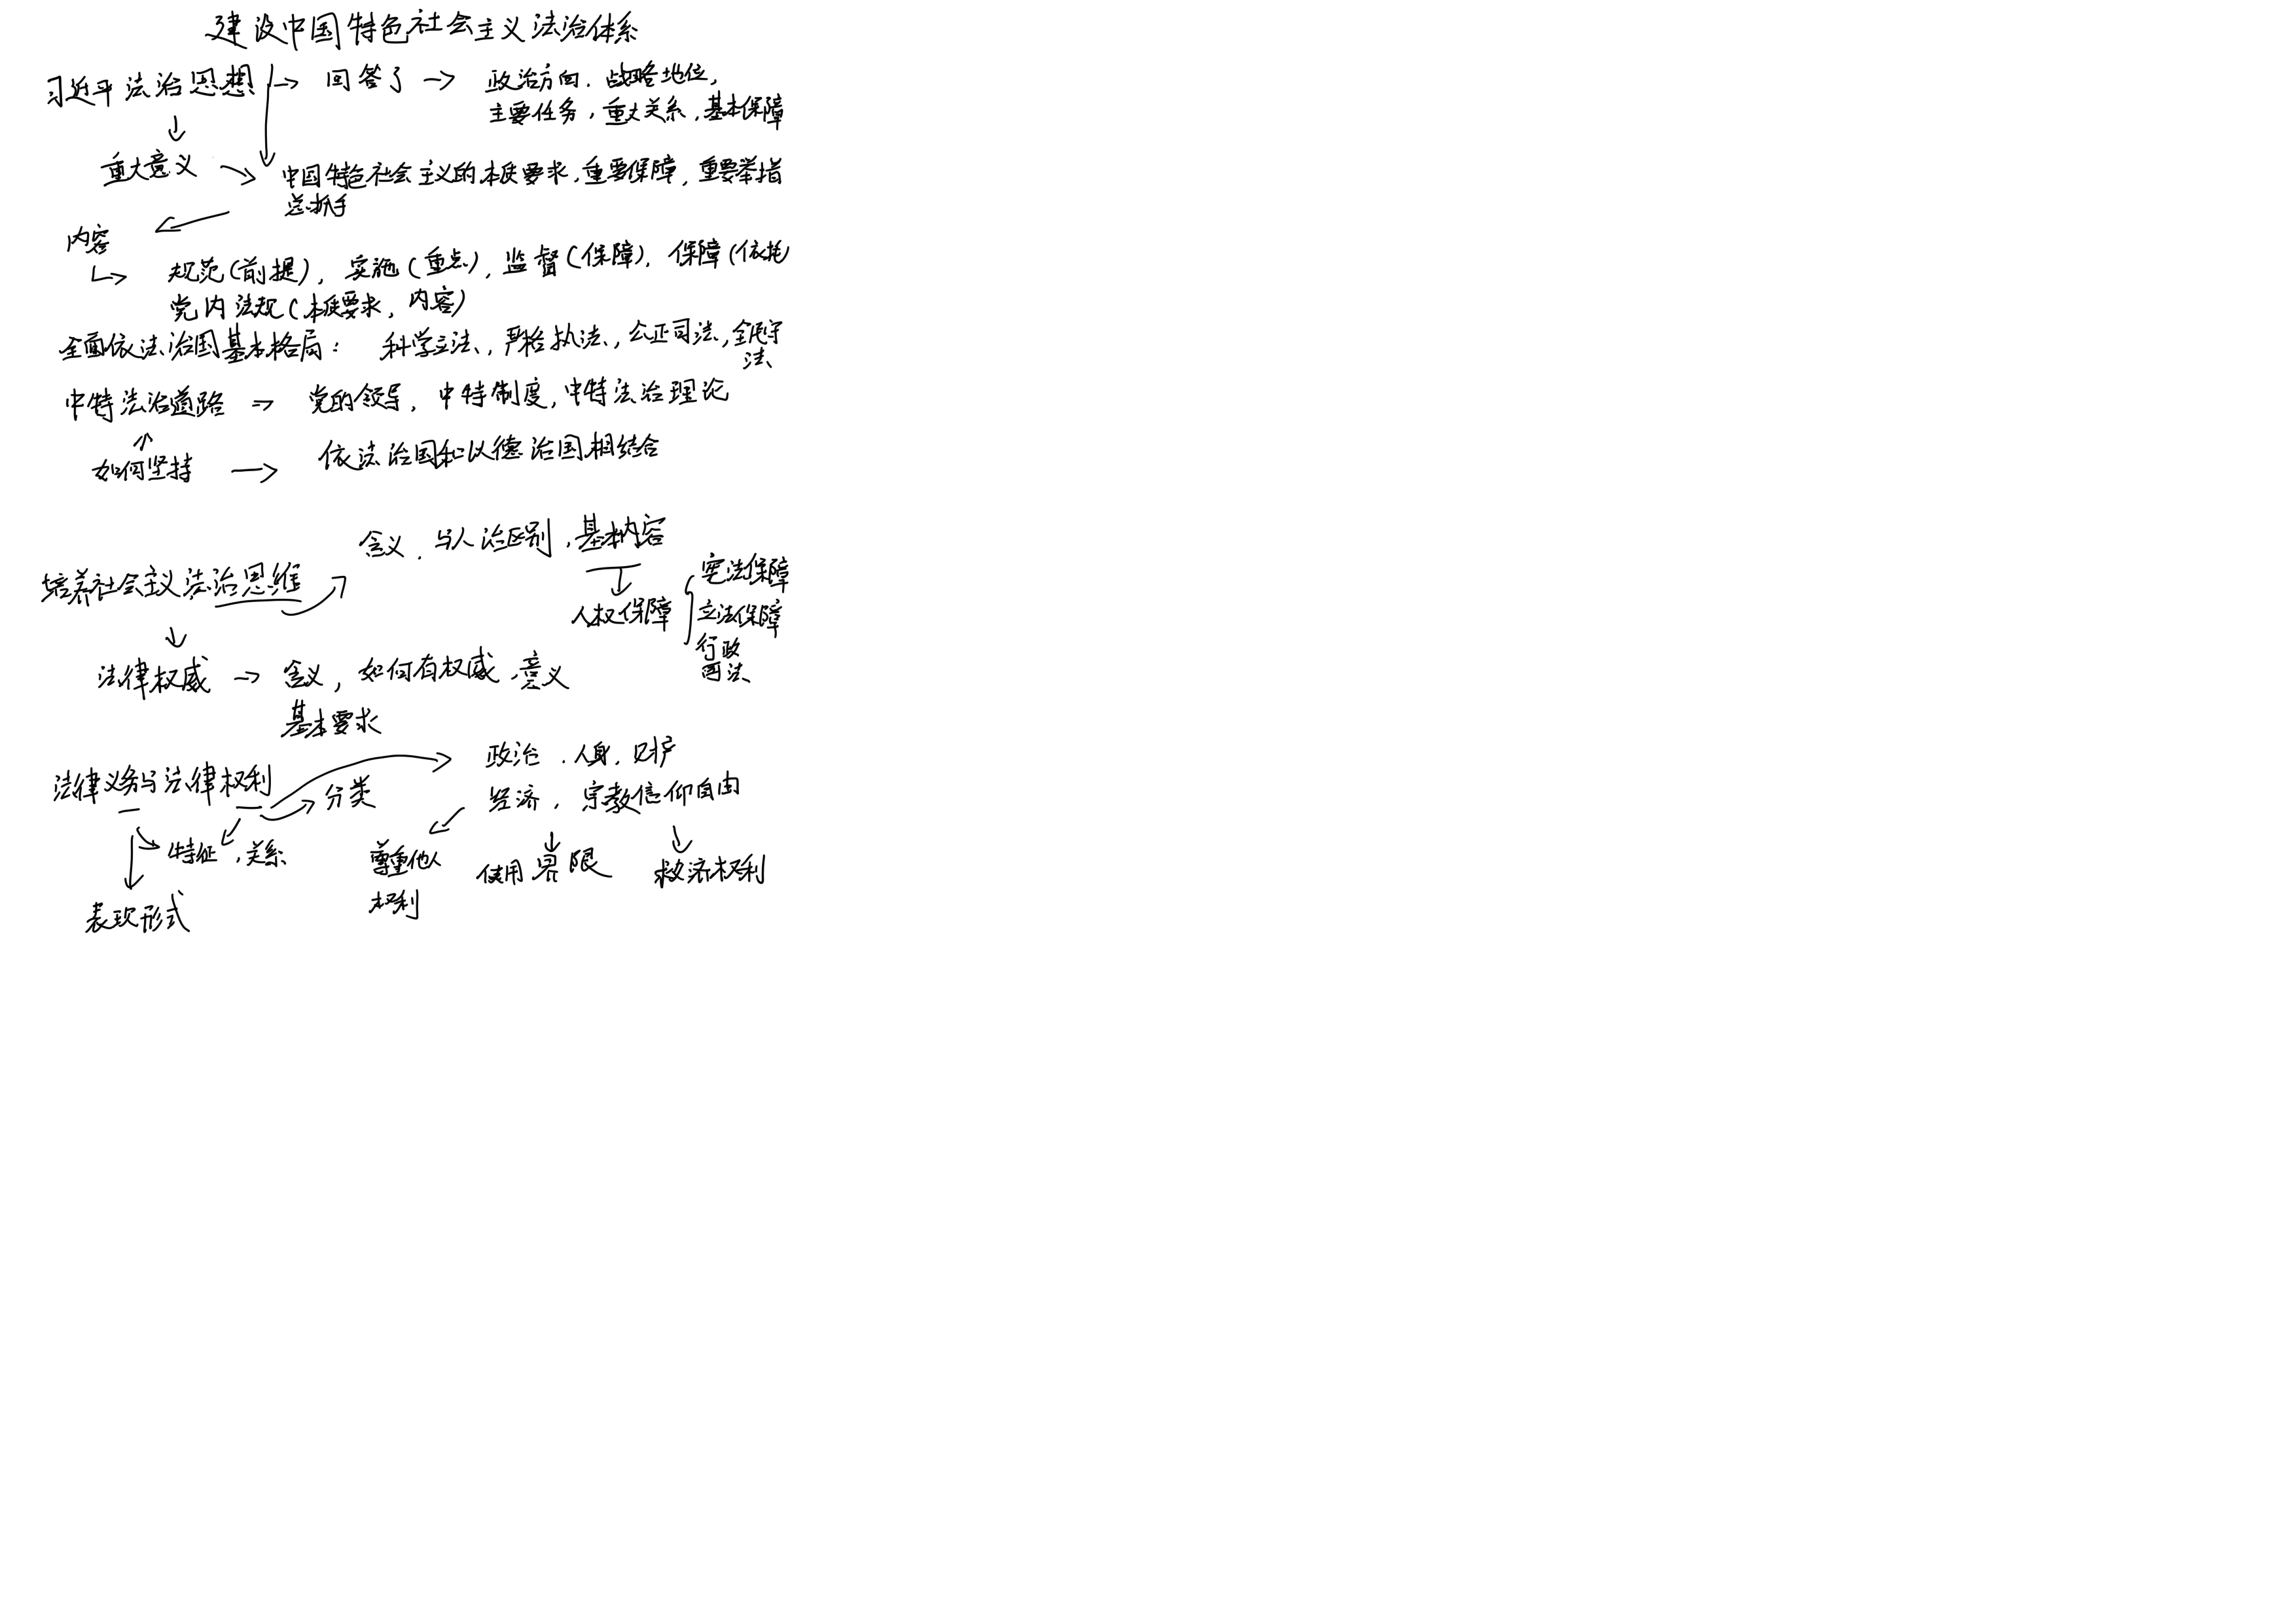 建设中国特色社会主义法治体系
习近平法治思想 → 回答了 → 政治方向、战略地位,
主要任务,重大关系,基本保障
重大意义
中国特色社会主义的本质要求,重要保障,重要举措
总抓手
内容
规范(前提),实施(重点),监督(保障),保障(依托)
党内法规(本质要求,内容)
全面依法治国基本格局: 科学立法,严格执法,公正司法,全民守
法
中特法治道路 ⇒ 党的领导,中特制度,中特法治理论
如何坚持 → 依法治国和以德治国相结合
含义,与人治区别,基本内容
培养社会主义法治思维
人权保障
宪法保障
立法保障
行政
司法
法律权威 → 含义,如何有权威,意义
基本要求
法律义务与法律权利
分类
政治,人身,财产
经济,宗教信仰自由
特征,关系
尊重他人
权利
使用界限
救济权利
表现形式